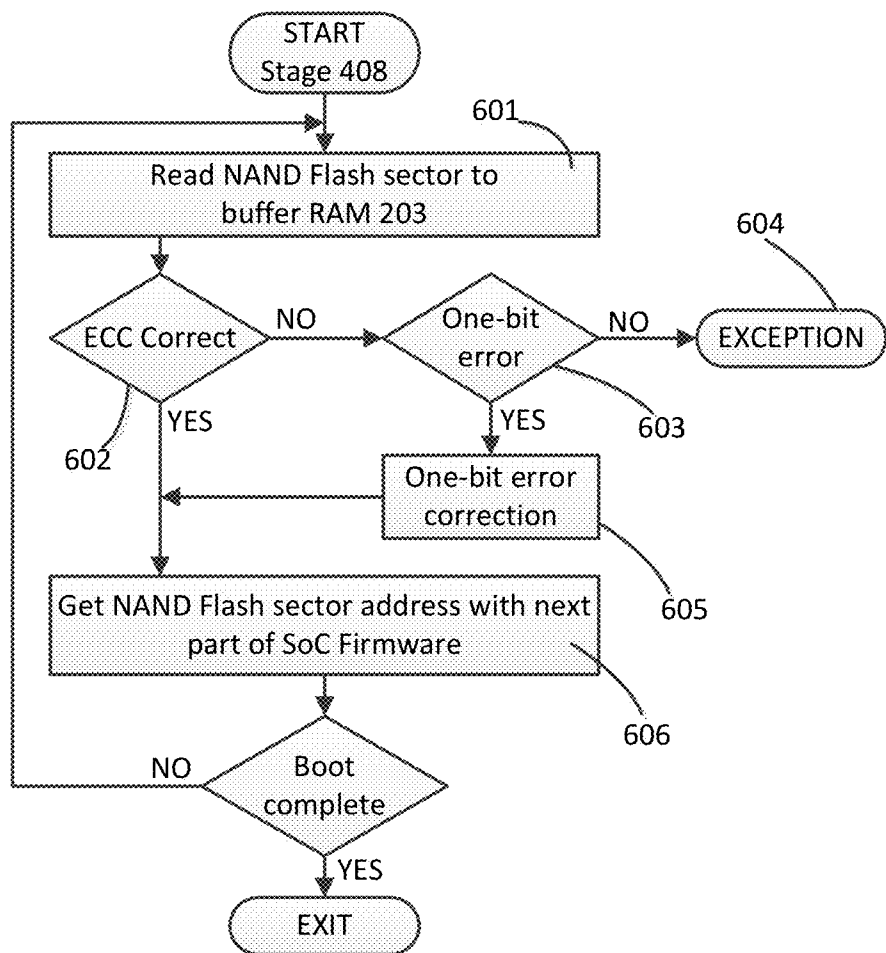 START
Stage 408
601
Read NAND Flash sector to
buffer RAM 203
604
ECC Correct
NO
One-bit
error
NO
EXCEPTION
YES
YES
603
602
One-bit error
correction
605
Get NAND Flash sector address with next
part of SoC Firmware
606
NO
Boot
complete
YES
EXIT